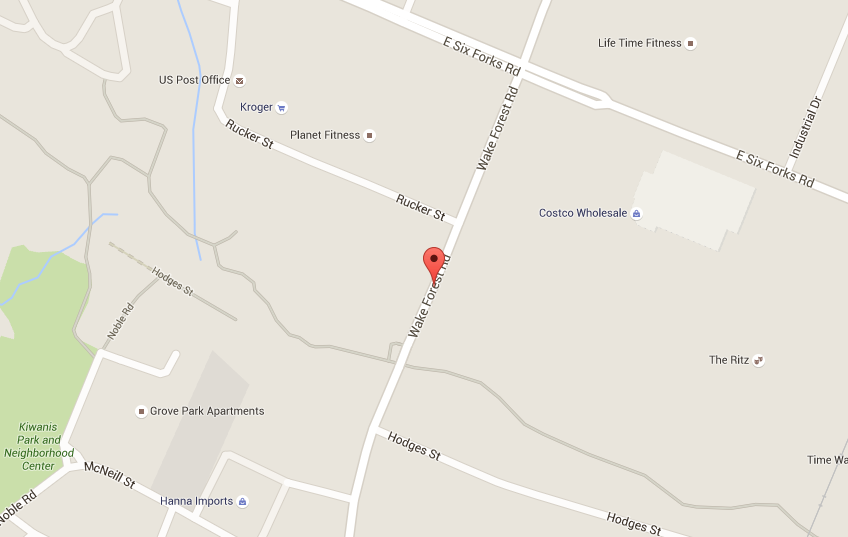 Life Time Fitness
E Six Forks Rd
US Post Office
Kroger
Wake Forest Rd
Industrial Dr
Planet Fitness
Rucker St
E Six Forks Rd
Rucker St
Costco Wholesale
Wake Forest Rd
Hodges St
Noble Rd
The Ritz
Grove Park Apartments
Kiwanis
Park and
Neighborhood
Center
Hodges St
Time Wa
McNeill St
Hanna Imports
Noble Rd
Hodges St